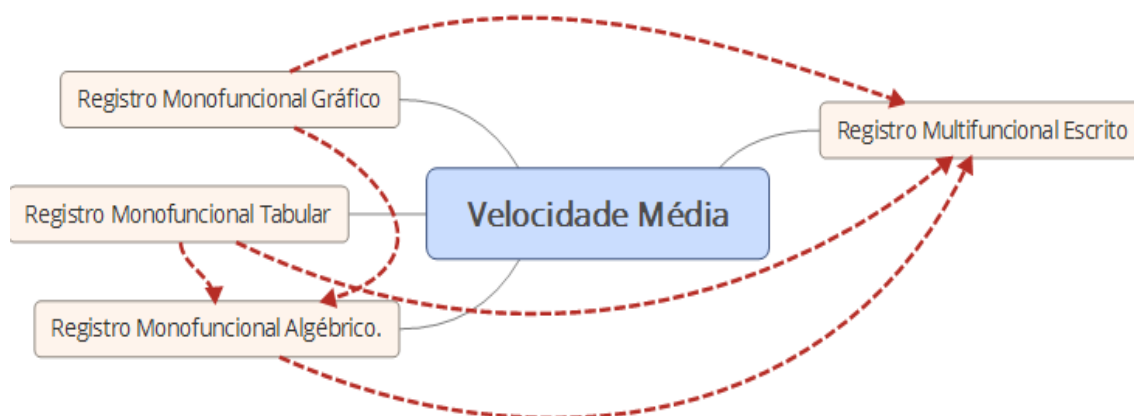 Registro Monofuncional Gráfico
Registro Multifuncional Escrito
Velocidade Média
Registro Monofuncional Tabular
Registro Monofuncional Algébrico.